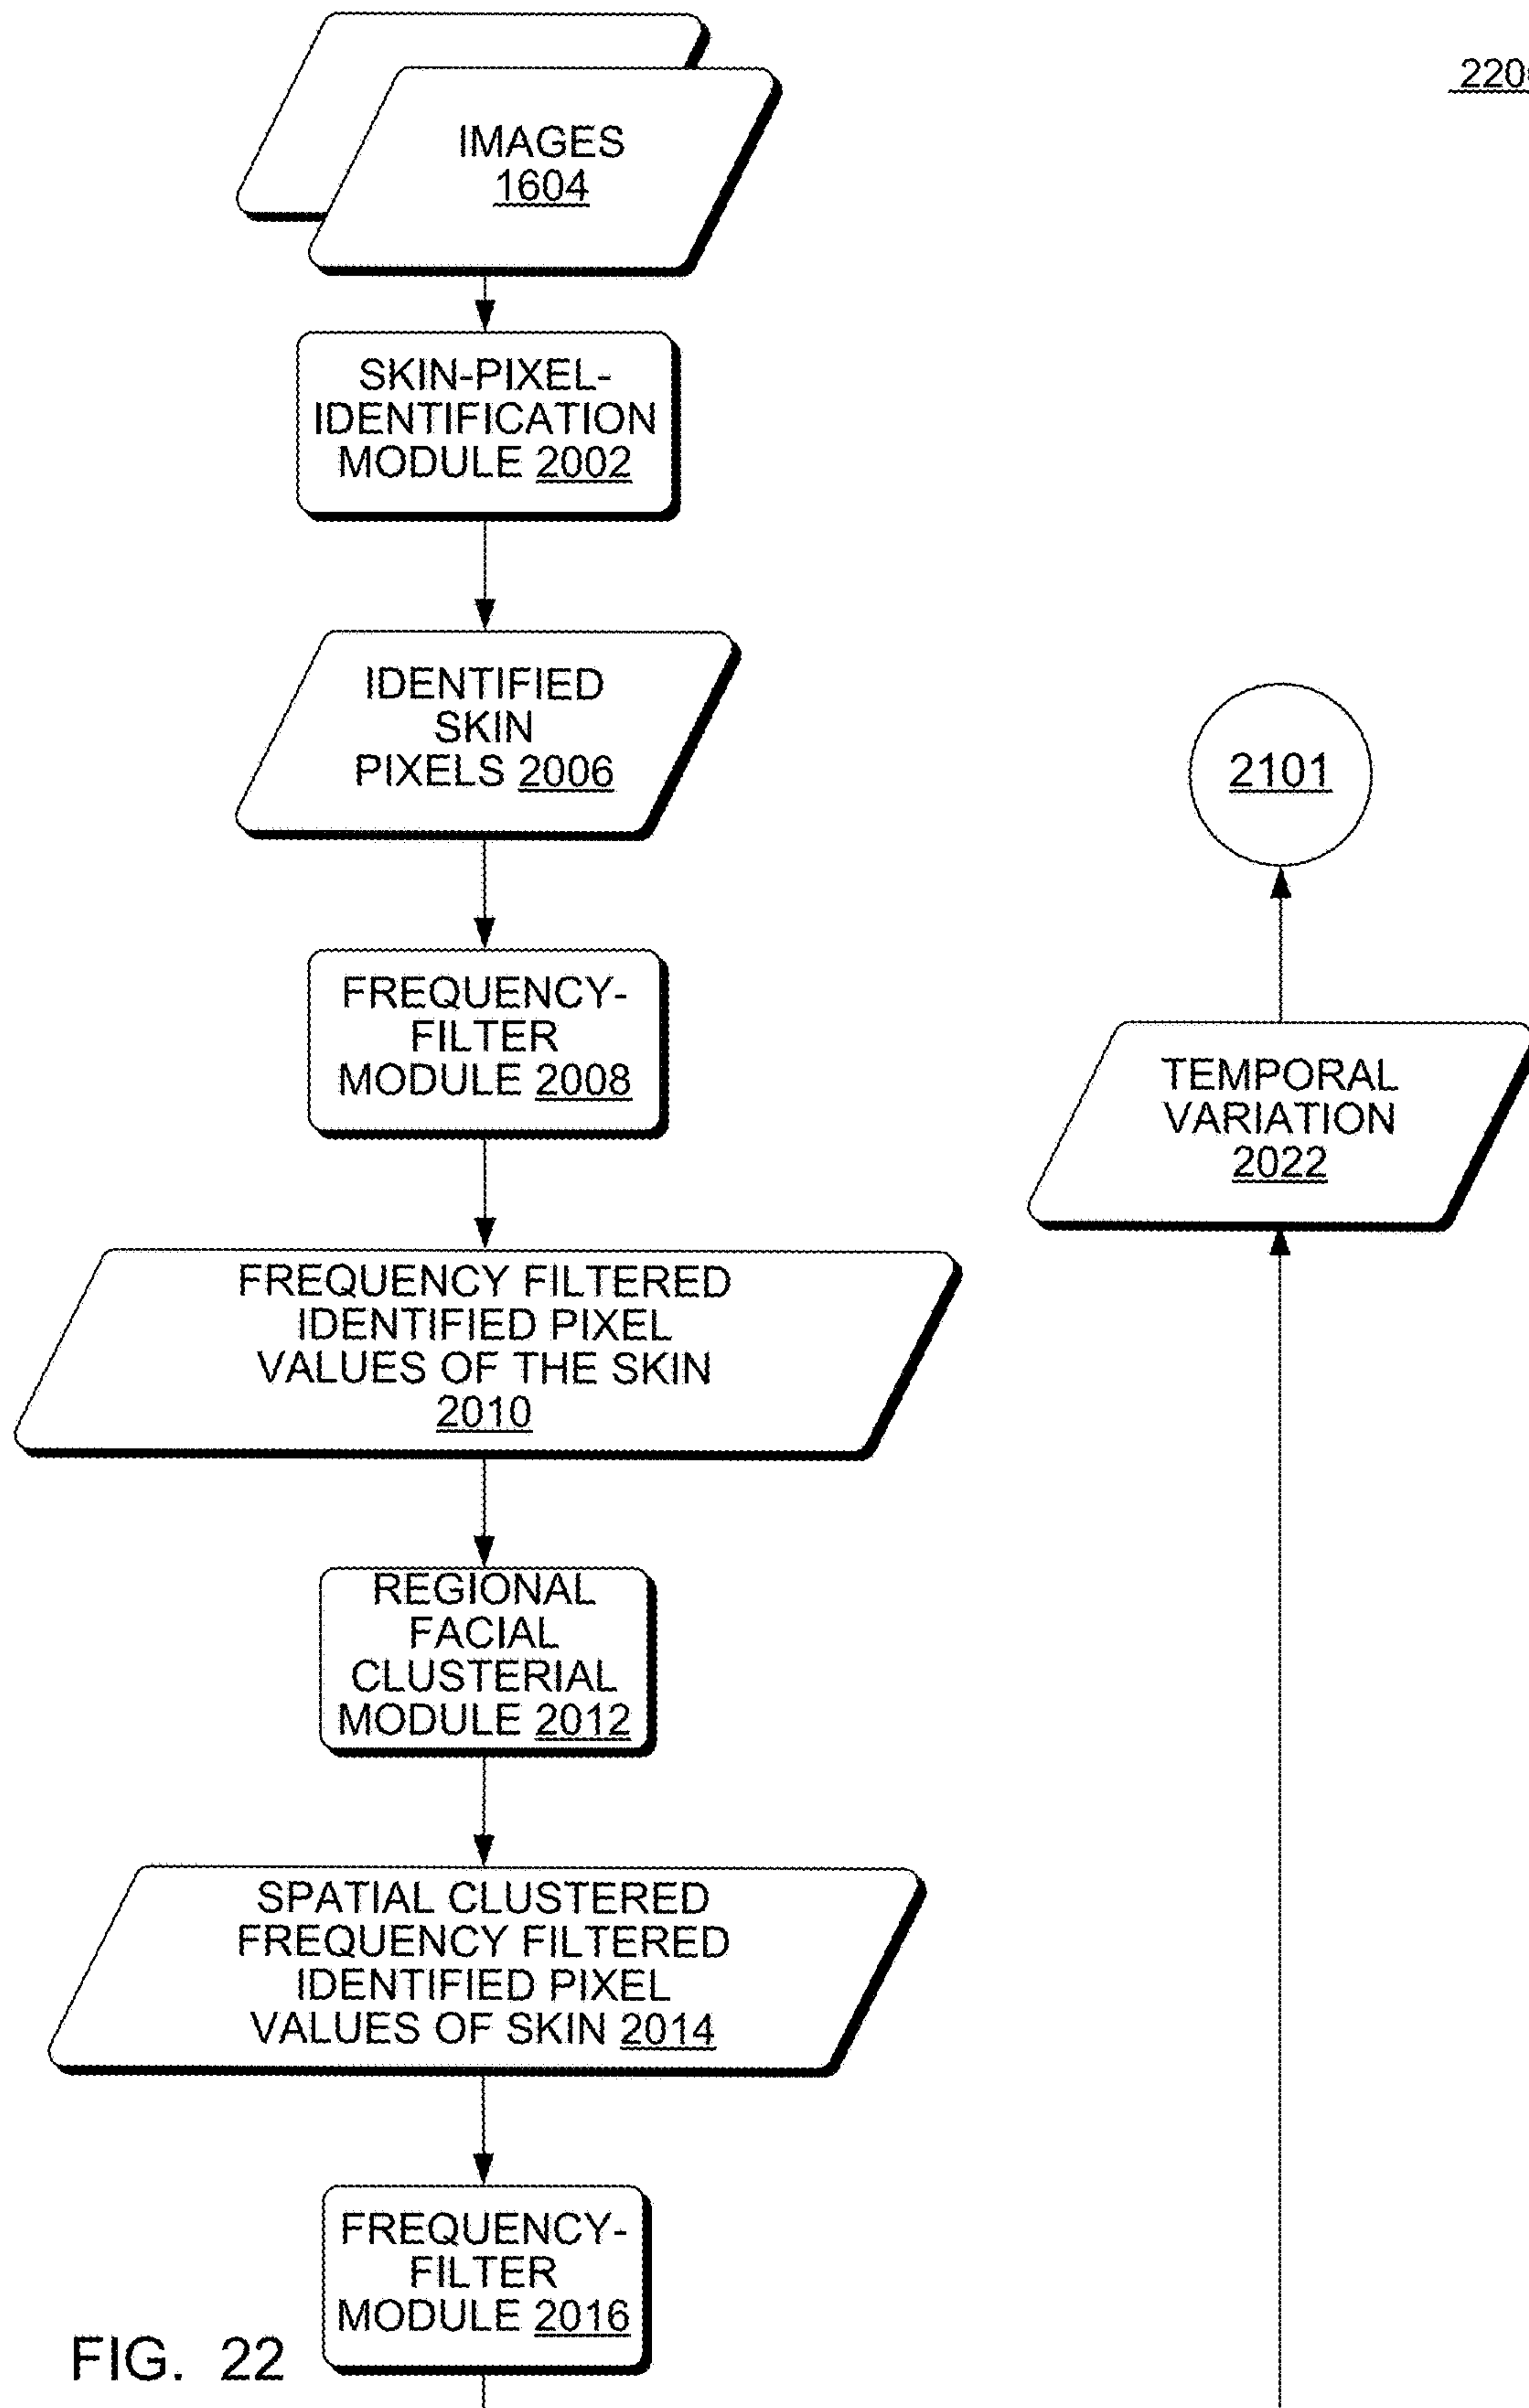 220
IMAGES
1604
SKIN-PIXEL-
IDENTIFICATION
MODULE 2002
IDENTIFIED
SKIN
PIXELS 2006
FREQUENCY-
FILTER
MODULE 2008
FREQUENCY FILTERED
IDENTIFIED PIXEL
VALUES OF THE SKIN
2010
REGIONAL
FACIAL
CLUSTERIAL
MODULE 2012
SPATIAL CLUSTERED
FREQUENCY FILTERED
IDENTIFIED PIXEL
VALUES OF SKIN 2014
FREQUENCY-
FILTER
MODULE 2016
2101
TEMPORAL
VARIATION
2022
FIG. 22